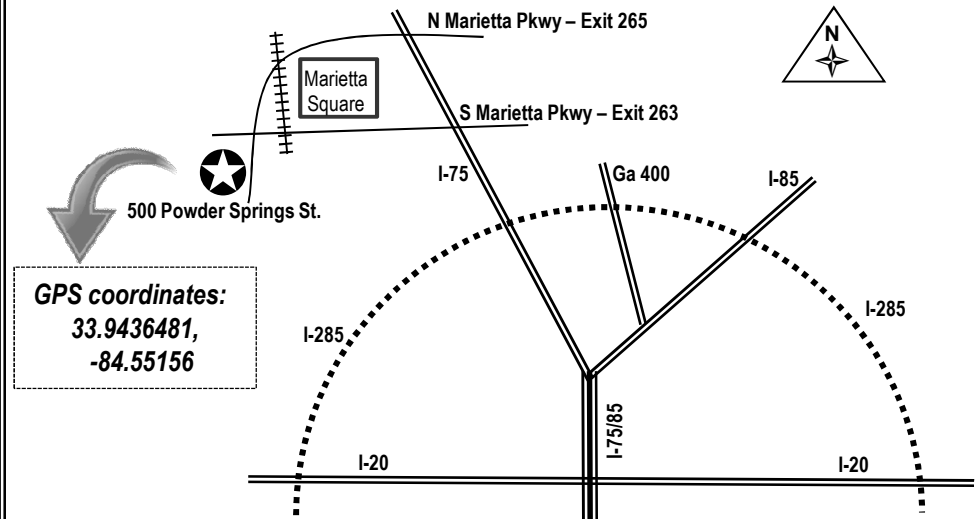 N Marietta Pkwy – Exit 265
N
Marietta
Square
S Marietta Pkwy – Exit 263
I-75
Ga 400
I-85
500 Powder Springs St.
GPS coordinates:
33.9436481,
-84.55156
I-285
I-285
I-75/85
I-20
I-20